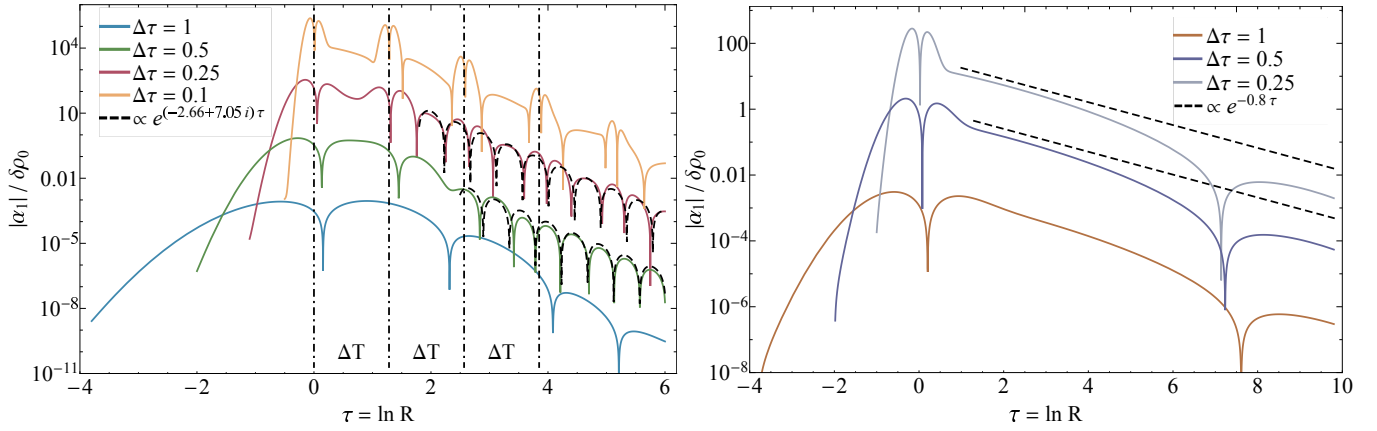 Δτ = 1
Δτ = 0.5
Δτ = 0.25
Δτ = 0.1
∝ e^(-2.66+7.05 i) τ
|α₁| / δρ₀
10⁴
10
0.01
10⁻⁵
10⁻⁸
10⁻¹¹
ΔT
ΔT
ΔT
−4
−2
0
2
4
6
τ = ln R
Δτ = 1
Δτ = 0.5
Δτ = 0.25
∝ e^-0.8 τ
|α₁| / δρ₀
100
1
0.01
10⁻⁴
10⁻⁶
10⁻⁸
−4
−2
0
2
4
6
8
10
τ = ln R